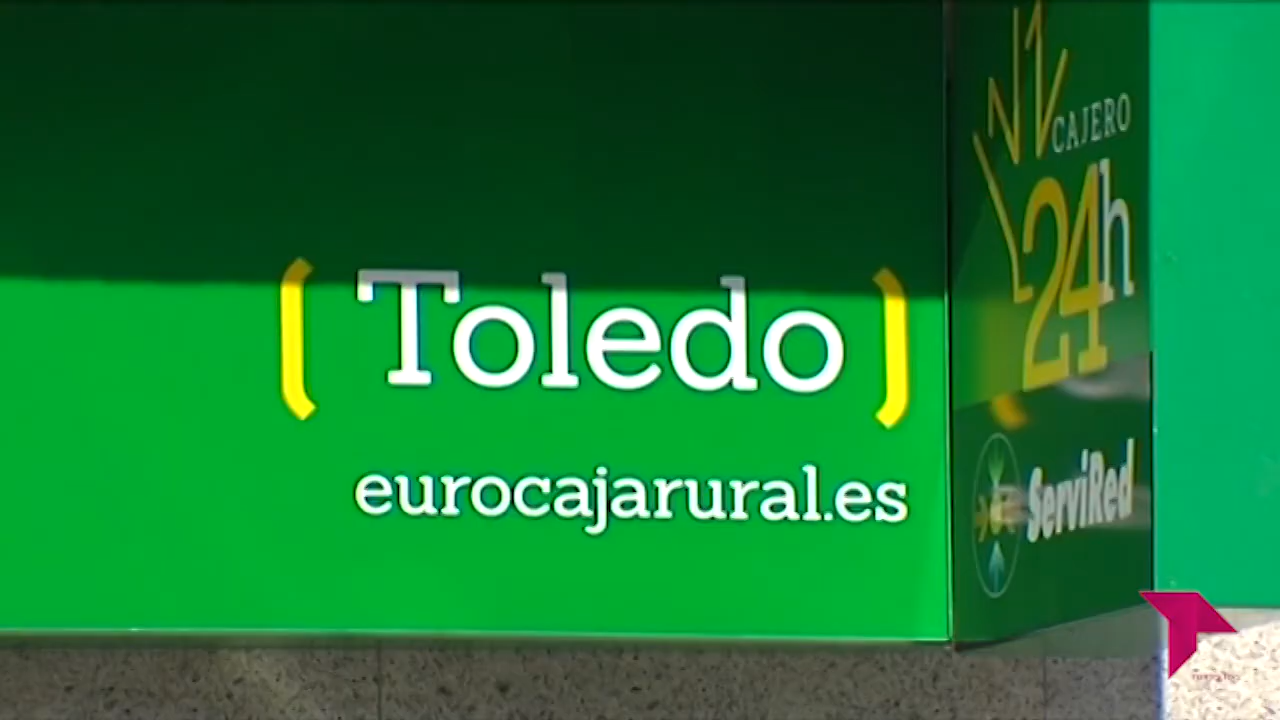 ( Toledo )
eurocajarural.es
CAJERO
24h
ServiRed